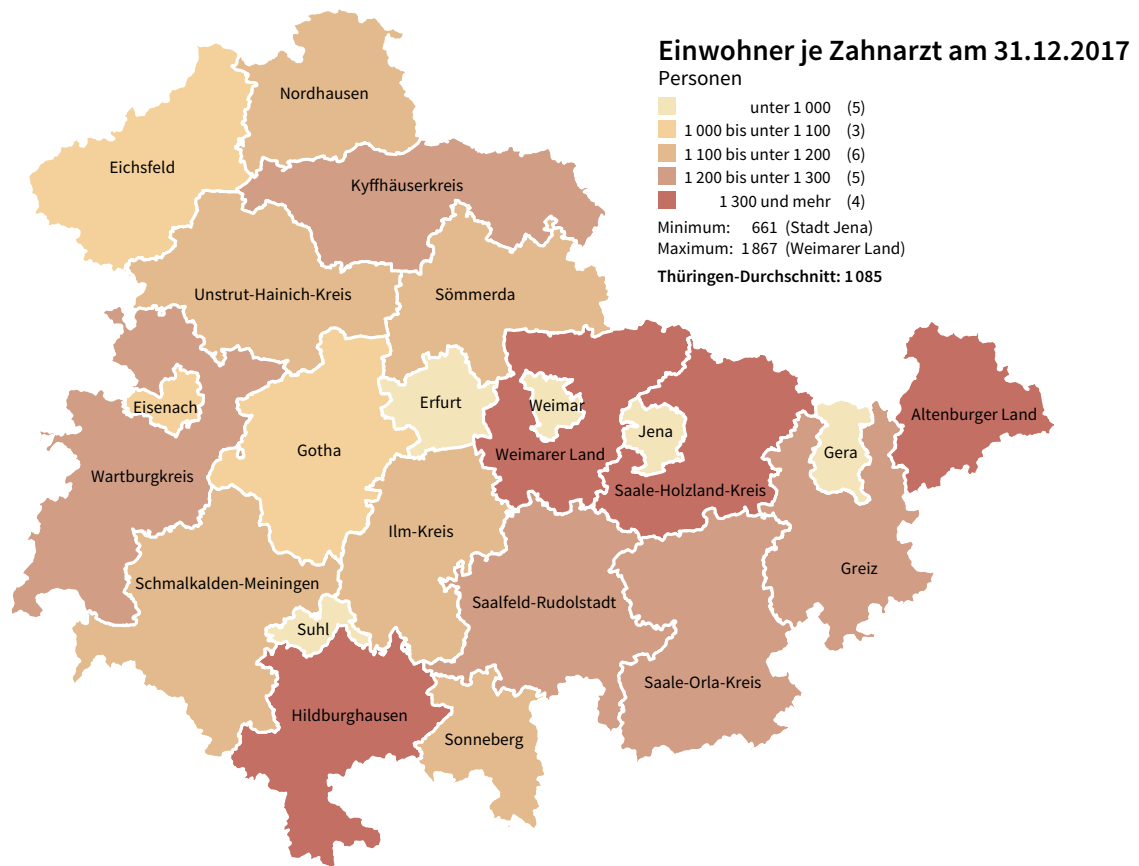 Einwohner je Zahnarzt am 31.12.2017
Personen
unter 1 000 (5)
1 000 bis unter 1 100 (3)
1 100 bis unter 1 200 (6)
1 200 bis unter 1 300 (5)
1 300 und mehr (4)
Minimum: 661 (Stadt Jena)
Maximum: 1 867 (Weimarer Land)
Thüringen-Durchschnitt: 1 085
Nordhausen
Eichsfeld
Kyffhäuserkreis
Unstrut-Hainich-Kreis
Sömmerda
Eisenach
Erfurt
Weimar
Jena
Altenburger Land
Gotha
Weimarer Land
Gera
Wartburgkreis
Saale-Holzland-Kreis
Ilm-Kreis
Greiz
Schmalkalden-Meiningen
Saalfeld-Rudolstadt
Suhl
Saale-Orla-Kreis
Hildburghausen
Sonneberg